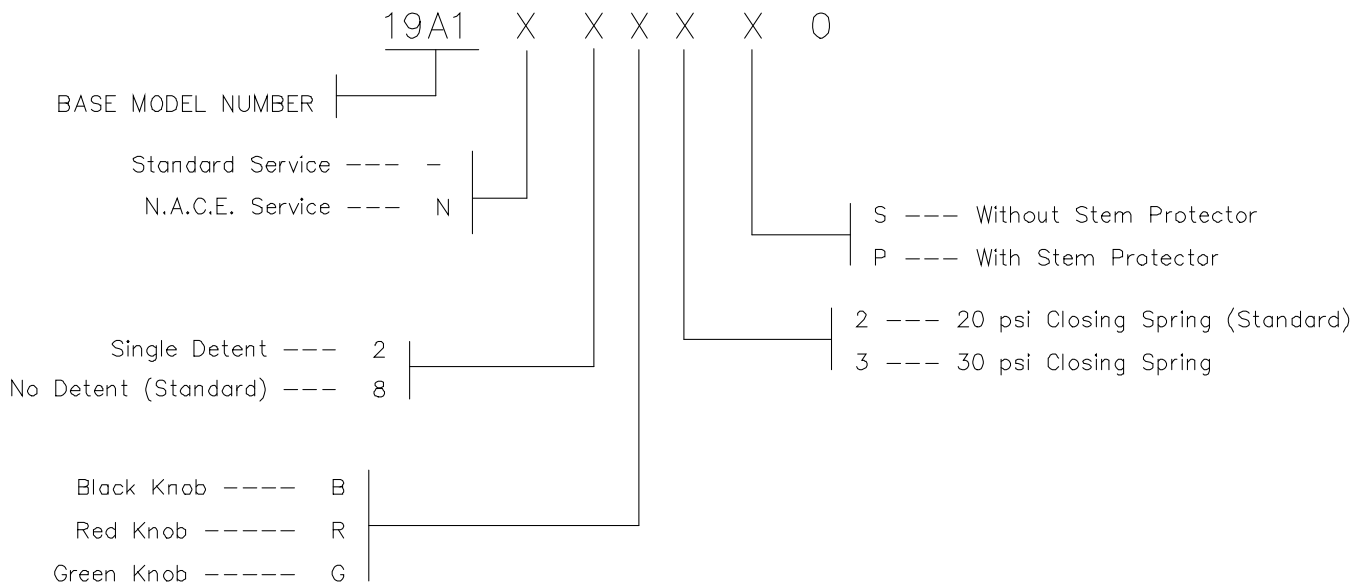 19A1 X X X X X 0
BASE MODEL NUMBER
Standard Service --- -
N.A.C.E. Service --- N
S --- Without Stem Protector
P --- With Stem Protector
2 --- 20 psi Closing Spring (Standard)
3 --- 30 psi Closing Spring
Single Detent --- 2
No Detent (Standard) --- 8
Black Knob ---- B
Red Knob ----- R
Green Knob ----- G